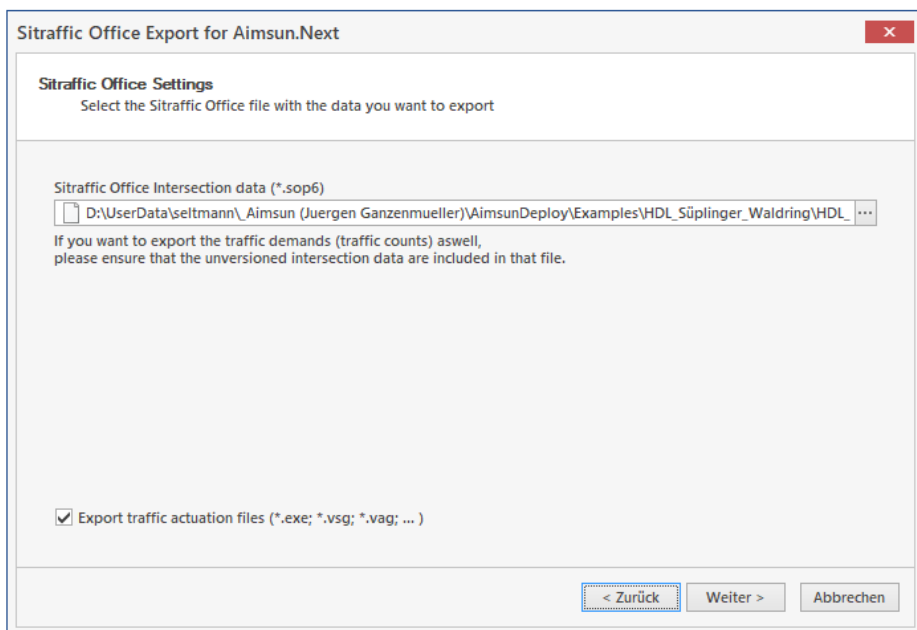 Sitraffic Office Export for Aimsun.Next
Sitraffic Office Settings
Select the Sitraffic Office file with the data you want to export
Sitraffic Office Intersection data (*.sop6)
D:\UserData\seltmann\_Aimsun (Juergen Ganzenmueller)\AimsunDeploy\Examples\HDL_Süplinger_Waldring\HDL_ ...
If you want to export the traffic demands (traffic counts) aswell,
please ensure that the unversioned intersection data are included in that file.
Export traffic actuation files (*.exe; *.vsg; *.vag; ... )
< Zurück Weiter > Abbrechen